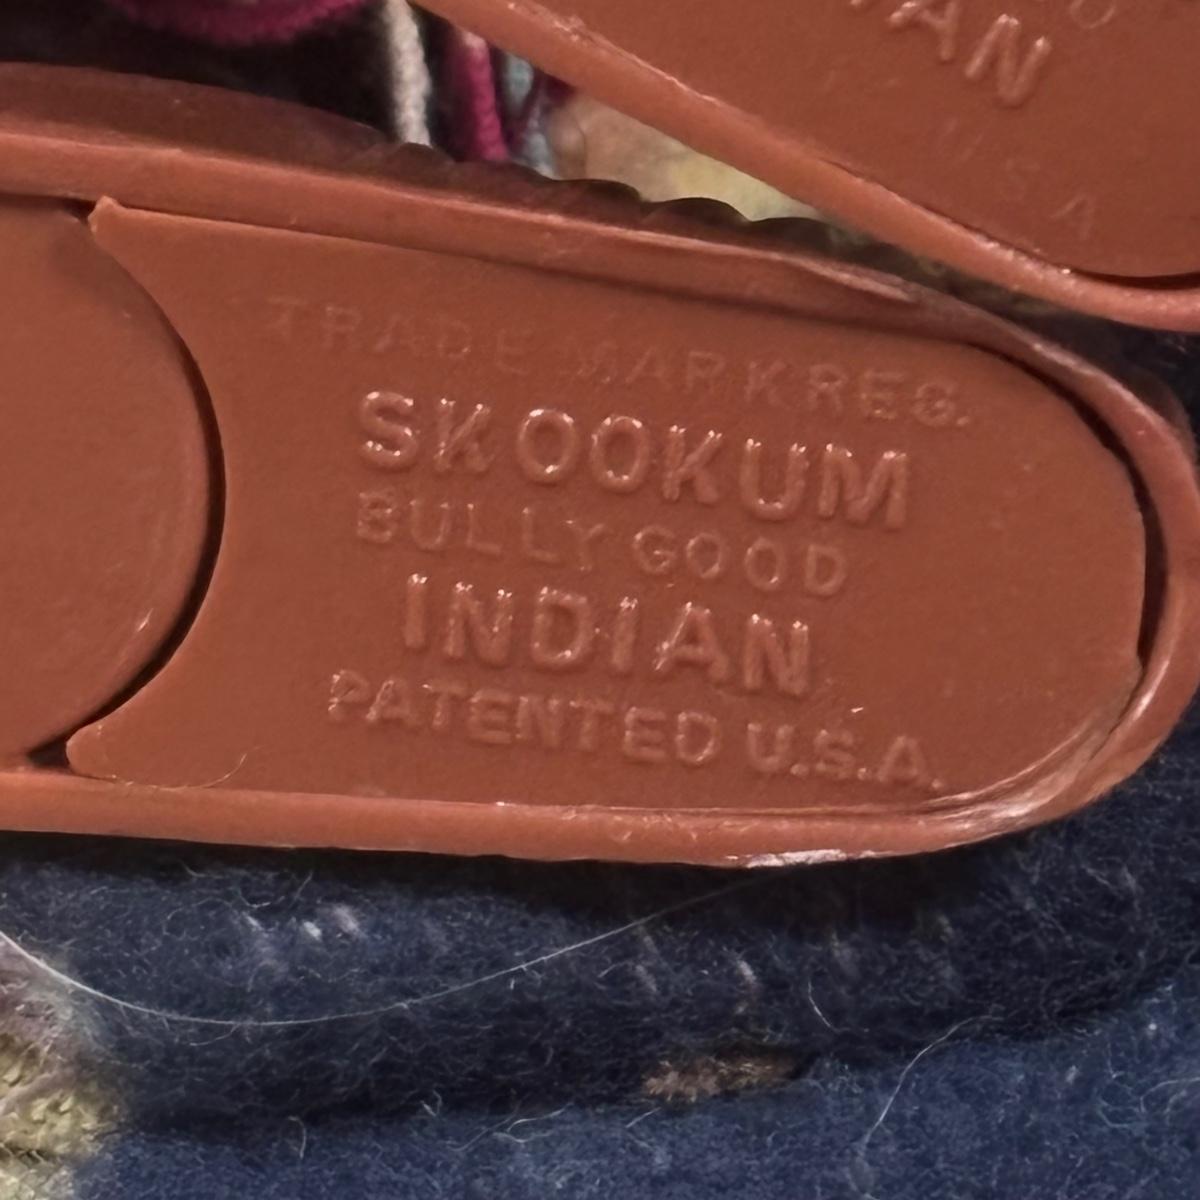 TRADE MARK REG.
SKOOKUM
BULLY GOOD
INDIAN
PATENTED U.S.A.
U.S.A